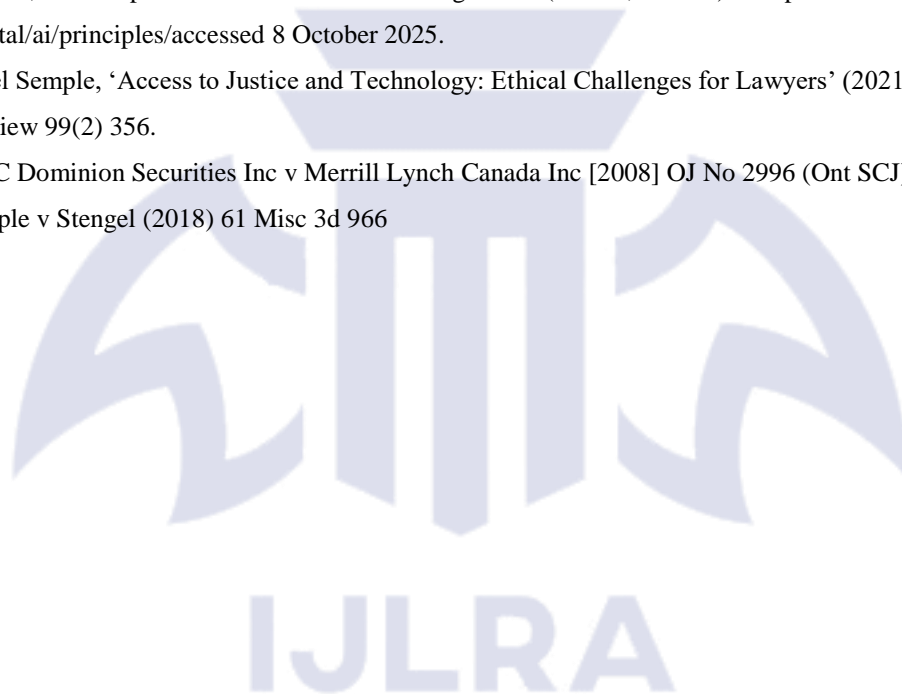 tal/ai/principles/accessed 8 October 2025.
el Semple, ‘Access to Justice and Technology: Ethical Challenges for Lawyers’ (2021
iew 99(2) 356.
C Dominion Securities Inc v Merrill Lynch Canada Inc [2008] OJ No 2996 (Ont SCJ)
ple v Stengel (2018) 61 Misc 3d 966
IJLRA